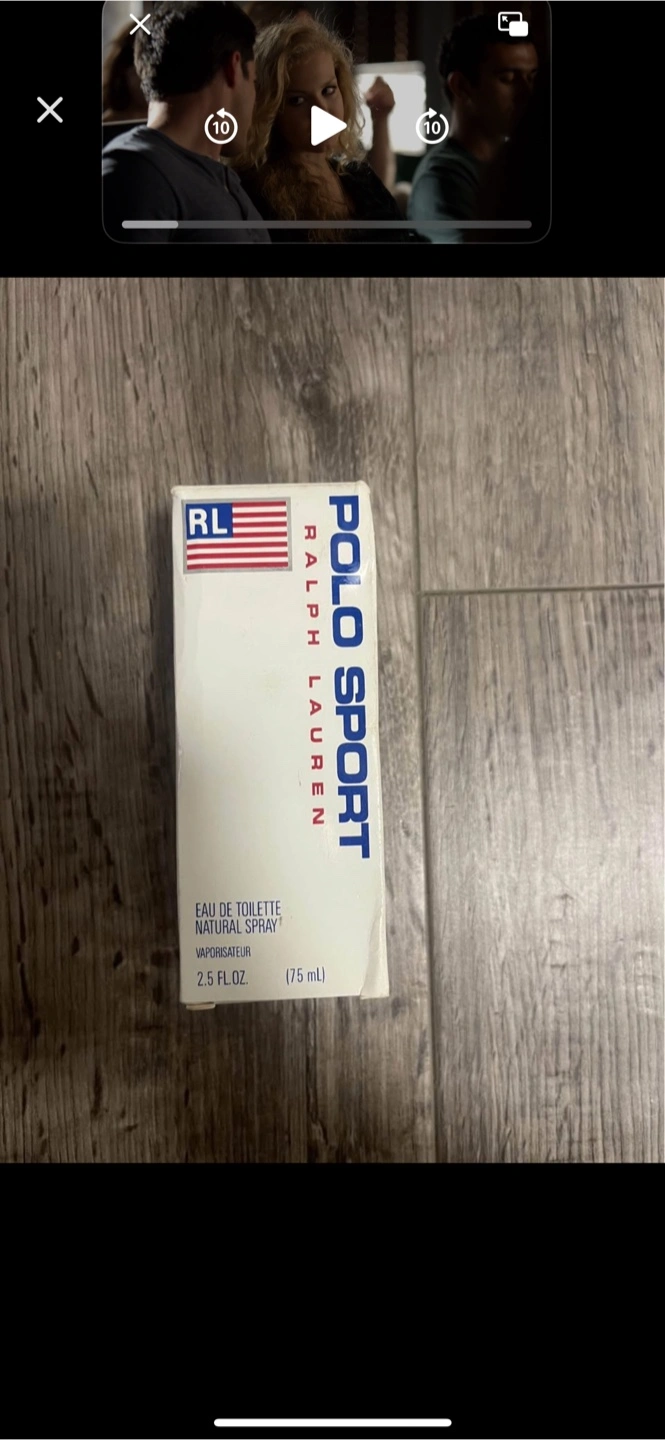 10
10
RL
POLO SPORT
RALPH LAUREN
EAU DE TOILETTE
NATURAL SPRAY†
VAPORISATEUR
2.5 FL.OZ. (75 mL)